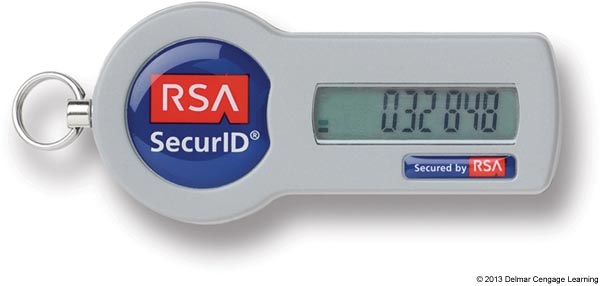 RSA
SecurID®
032848
Secured by RSA
© 2013 Delmar Cengage Learning